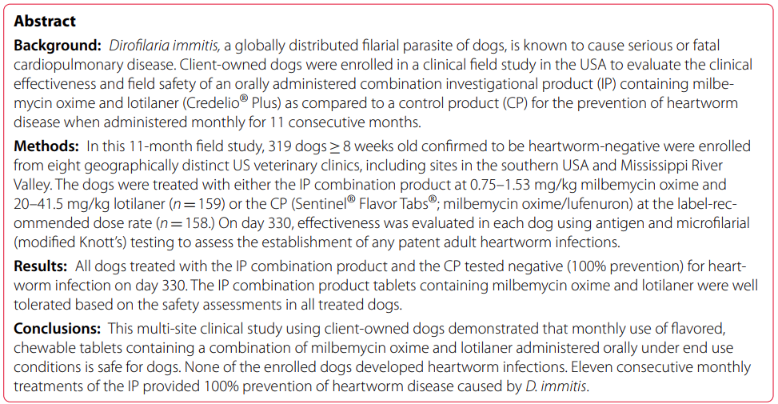 Abstract
Background: Dirofilaria immitis, a globally distributed filarial parasite of dogs, is known to cause serious or fatal
cardiopulmonary disease. Client-owned dogs were enrolled in a clinical field study in the USA to evaluate the clinical
effectiveness and field safety of an orally administered combination investigational product (IP) containing milbe-
mycin oxime and lotilaner (Credelio® Plus) as compared to a control product (CP) for the prevention of heartworm
disease when administered monthly for 11 consecutive months.
Methods: In this 11-month field study, 319 dogs ≥ 8 weeks old confirmed to be heartworm-negative were enrolled
from eight geographically distinct US veterinary clinics, including sites in the southern USA and Mississippi River
Valley. The dogs were treated with either the IP combination product at 0.75–1.53 mg/kg milbemycin oxime and
20–41.5 mg/kg lotilaner (n = 159) or the CP (Sentinel® Flavor Tabs®; milbemycin oxime/lufenuron) at the label-rec-
ommended dose rate (n = 158.) On day 330, effectiveness was evaluated in each dog using antigen and microfilarial
(modified Knott's) testing to assess the establishment of any patent adult heartworm infections.
Results: All dogs treated with the IP combination product and the CP tested negative (100% prevention) for heart-
worm infection on day 330. The IP combination product tablets containing milbemycin oxime and lotilaner were well
tolerated based on the safety assessments in all treated dogs.
Conclusions: This multi-site clinical study using client-owned dogs demonstrated that monthly use of flavored,
chewable tablets containing a combination of milbemycin oxime and lotilaner administered orally under end use
conditions is safe for dogs. None of the enrolled dogs developed heartworm infections. Eleven consecutive monthly
treatments of the IP provided 100% prevention of heartworm disease caused by D. immitis.